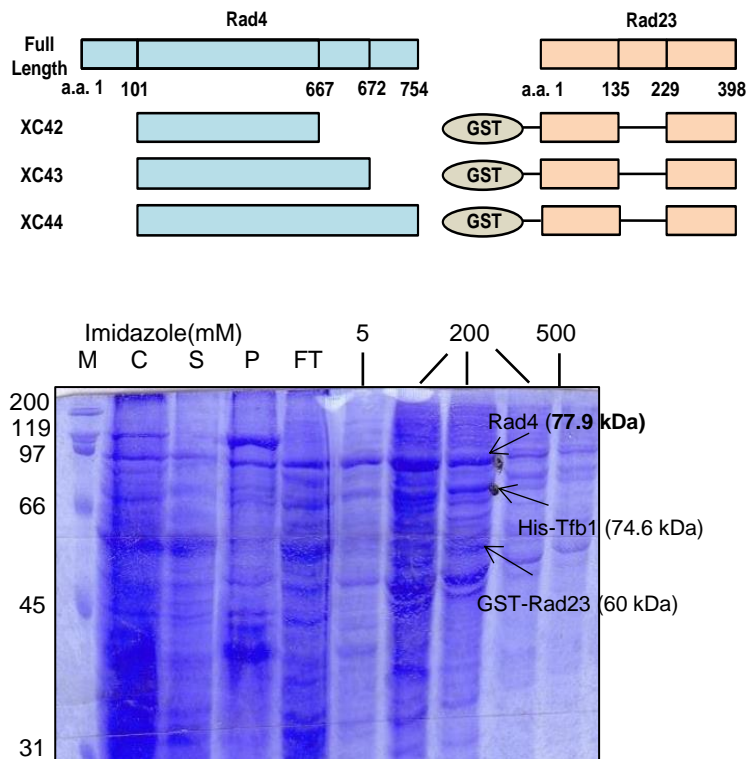 Rad4 Rad23
Full Length
a.a. 1 101 667 672 754 a.a. 1 135 229 398
XC42 GST
XC43 GST
XC44 GST
Imidazole(mM) 5 200 500
M C S P FT
200
119
97
66
45
31
Rad4 (77.9 kDa)
His-Tfb1 (74.6 kDa)
GST-Rad23 (60 kDa)